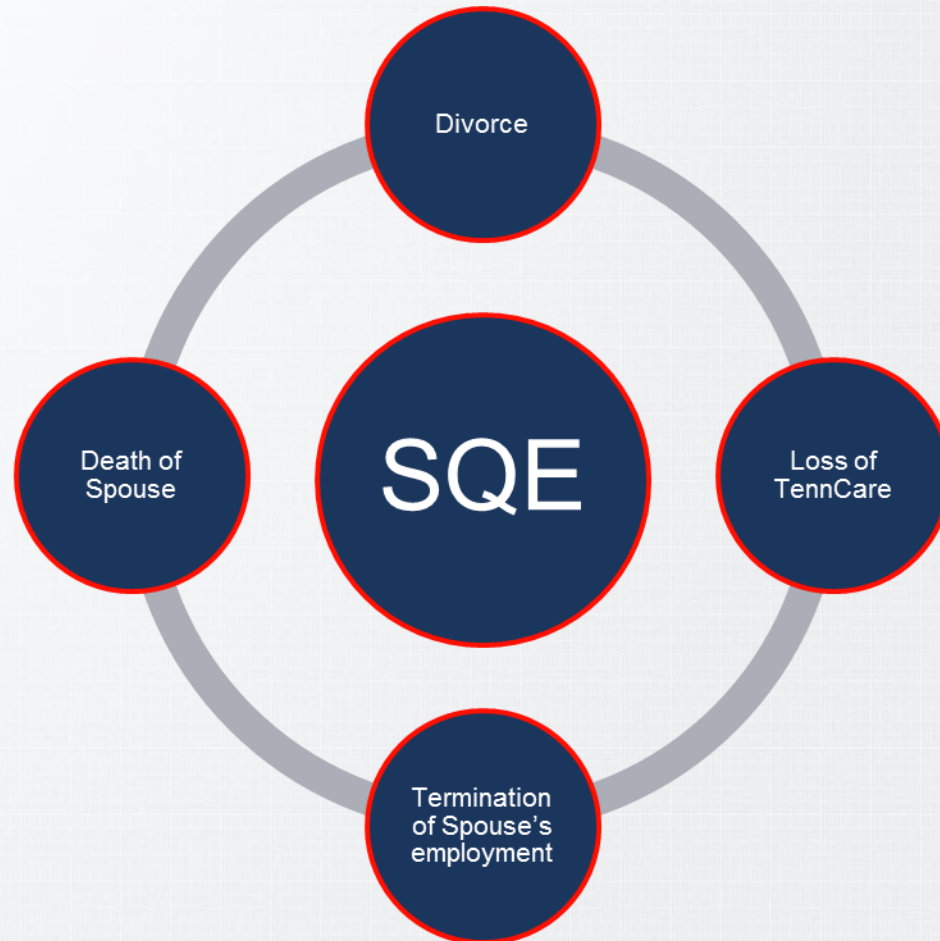 Divorce
Death of
Spouse
SQE
Loss of
TennCare
Termination
of Spouse’s
employment